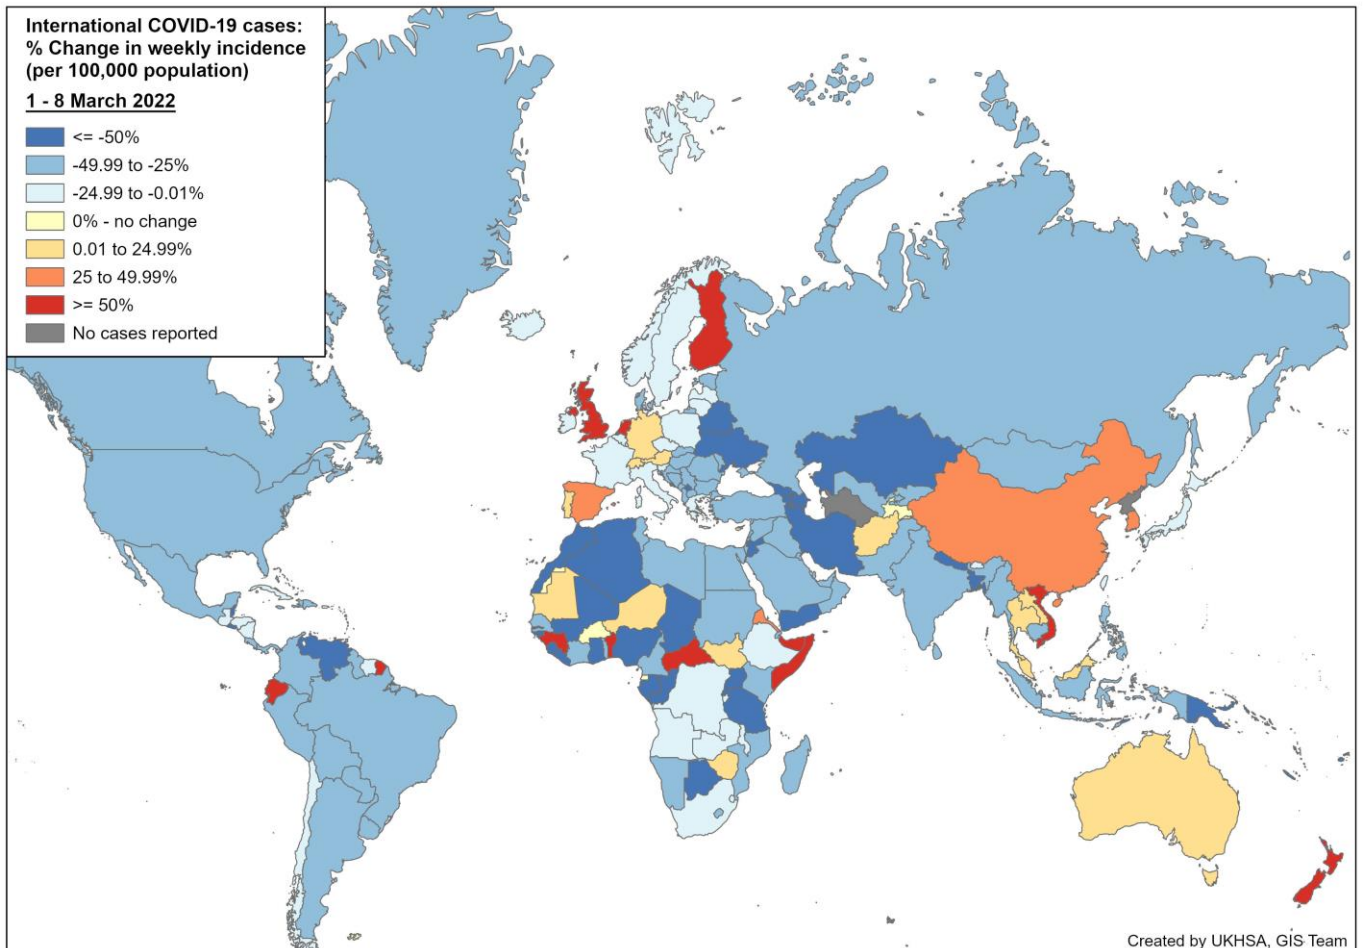 International COVID-19 cases:
% Change in weekly incidence
(per 100,000 population)
1 - 8 March 2022
<= -50%
-49.99 to -25%
-24.99 to -0.01%
0% - no change
0.01 to 24.99%
25 to 49.99%
>= 50%
No cases reported
Created by UKHSA, GIS Team